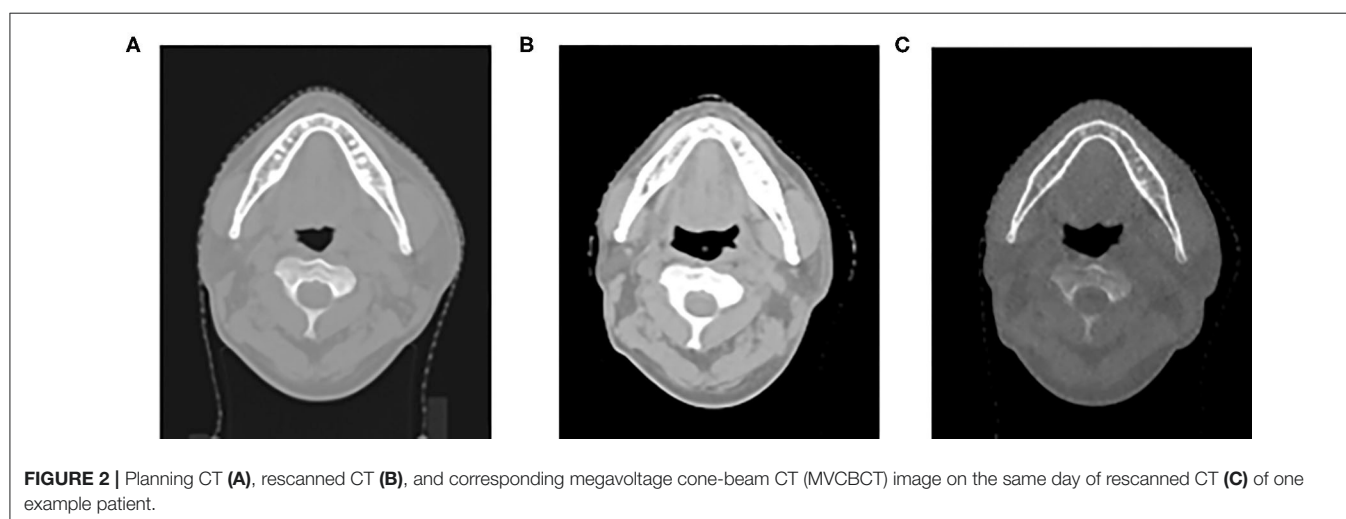 A
B
C
FIGURE 2 | Planning CT (A), rescanned CT (B), and corresponding megavoltage cone-beam CT (MVCBCT) image on the same day of rescanned CT (C) of one
example patient.